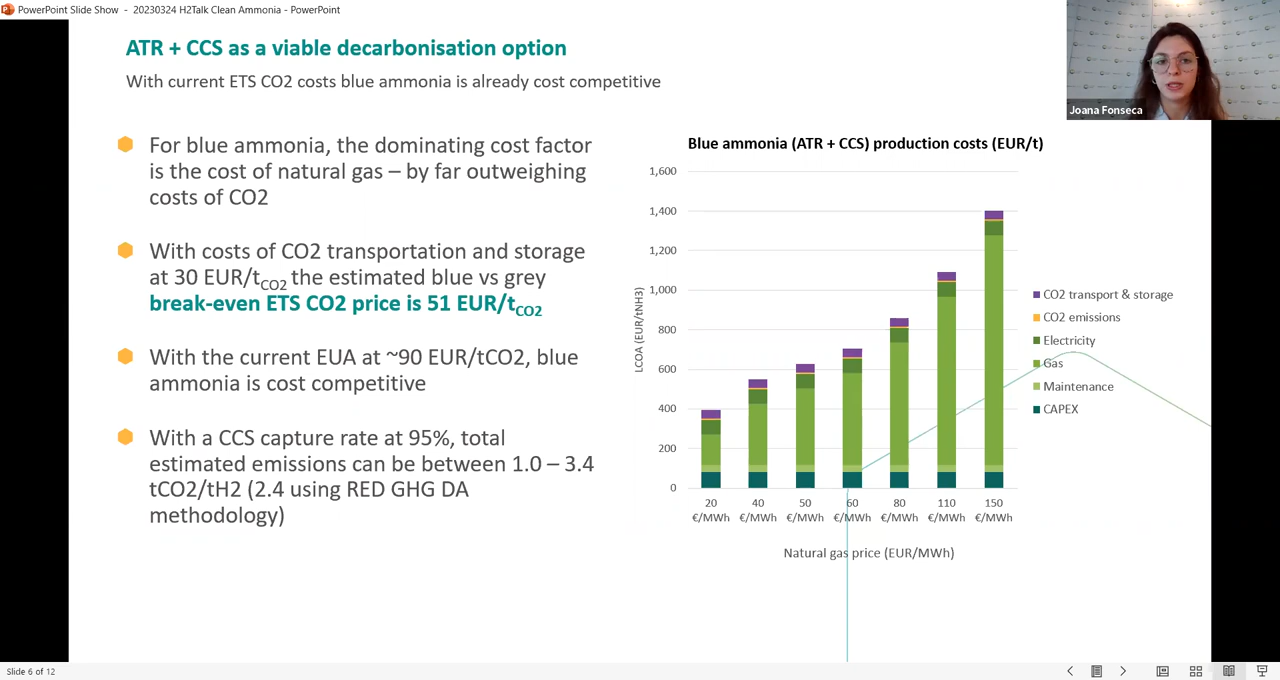 PowerPoint Slide Show - 20230324 H2Talk Clean Ammonia - PowerPoint
ATR + CCS as a viable decarbonisation option
With current ETS CO2 costs blue ammonia is already cost competitive
Joana Fonseca
For blue ammonia, the dominating cost factor
is the cost of natural gas – by far outweighing
costs of CO2
With costs of CO2 transportation and storage
at 30 EUR/tCO2 the estimated blue vs grey
break-even ETS CO2 price is 51 EUR/tCO2
With the current EUA at ~90 EUR/tCO2, blue
ammonia is cost competitive
With a CCS capture rate at 95%, total
estimated emissions can be between 1.0 – 3.4
tCO2/tH2 (2.4 using RED GHG DA
methodology)
Blue ammonia (ATR + CCS) production costs (EUR/t)
LCOA (EUR/tNH3)
1,600
1,400
1,200
1,000
800
600
400
200
0
20 40 50 60 80 110 150
€/MWh €/MWh €/MWh €/MWh €/MWh €/MWh €/MWh
Natural gas price (EUR/MWh)
CO2 transport & storage
CO2 emissions
Electricity
Gas
Maintenance
CAPEX
Slide 6 of 12